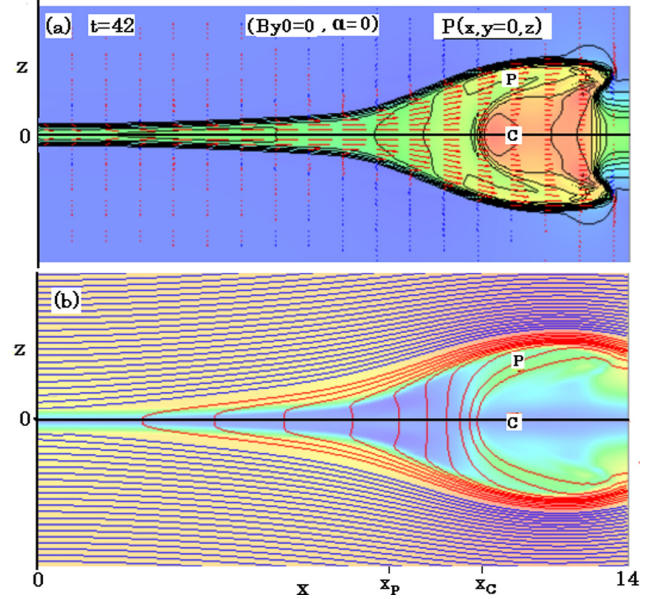 (a) t=42 (By0=0 , α=0) P(x,y=0,z)
z
P
0
C
(b)
z
P
0
C
0 x xP xC 14